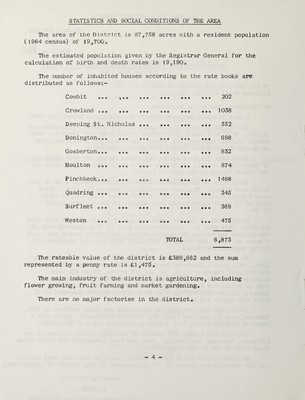 STATISTICS AND SOCIAL CONDITIONS OF THE AREA
The area of the District is 87,758 acres with a resident population
(1964 census) of 19,700.
The estimated population given by the Registrar General for the
calculation of birth and death rates is 19,190.
The number of inhabited houses according to the rate books are
distributed as follows:-
Cowbit ... ... ... ... ... 202
Crowland ... ... ... ... ... 1038
Deeping St. Nicholas ... ... ... 552
Donington... ... ... ... ... 698
Gosberton... ... ... ... ... 832
Moulton ... ... ... ... ... 874
Pinchbeck... ... ... ... ... 1488
Quadring ... ... ... ... ... 345
Surfleet ... ... ... ... ... 369
Weston ... ... ... ... ... 475
TOTAL 6,873
The rateable value of the district is £389,662 and the sum
represented by a penny rate is £1,475.
The main industry of the district is agriculture, including
flower growing, fruit farming and market gardening.
There are no major factories in the district.
- 4 -